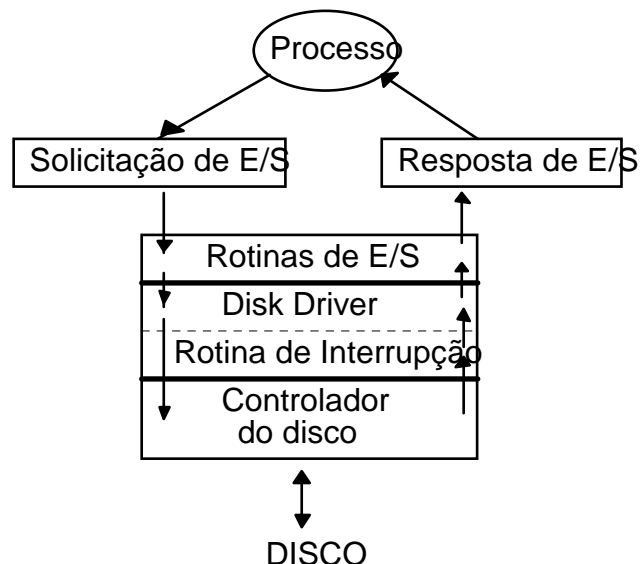 Processo
Solicitação de E/S
Resposta de E/S
Rotinas de E/S
Disk Driver
Rotina de Interrupção
Controlador
do disco
DISCO